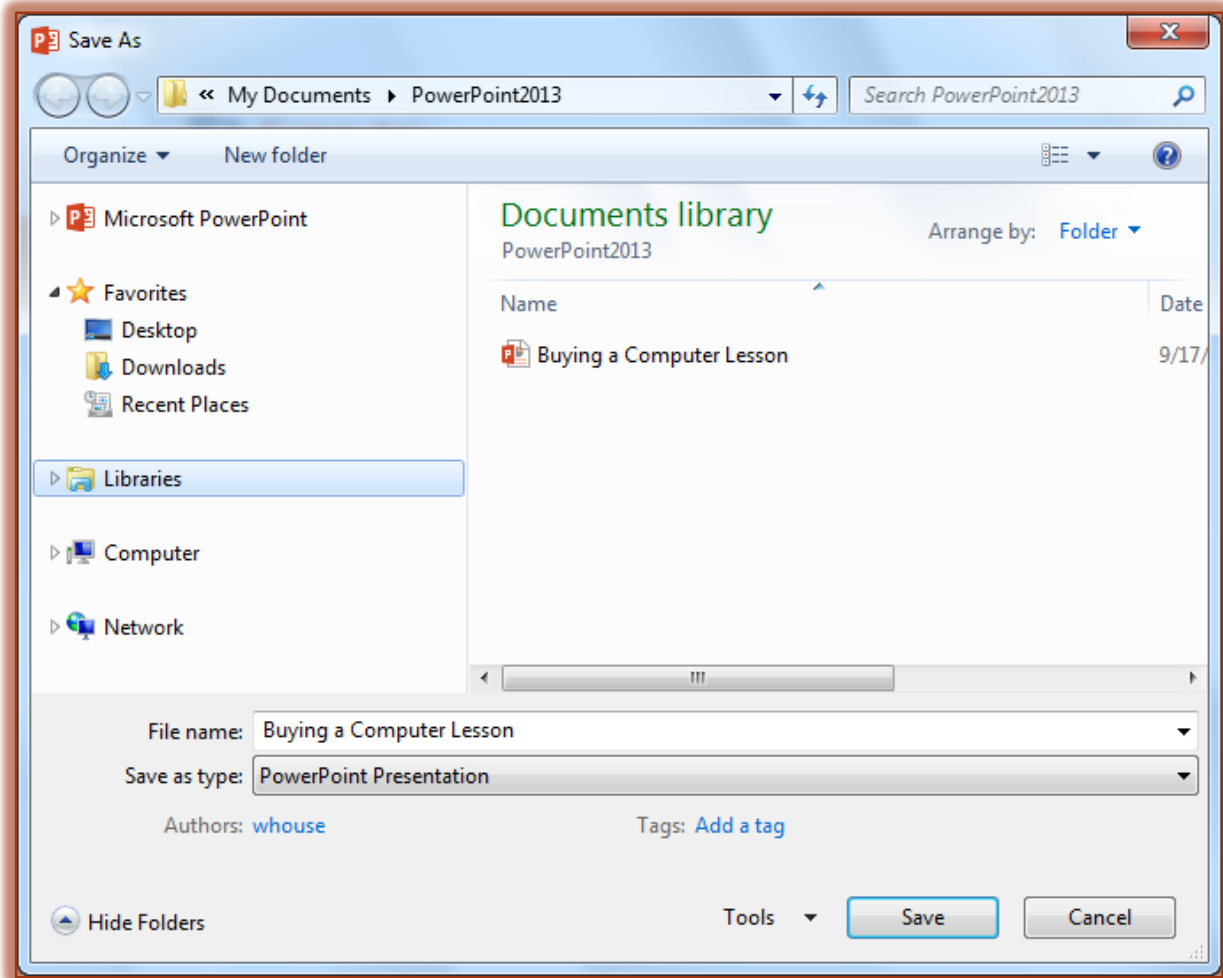 Save As
« My Documents ▸ PowerPoint2013
Search PowerPoint2013
Organize
New folder
Microsoft PowerPoint
Favorites
Desktop
Downloads
Recent Places
Libraries
Computer
Network
Documents library
PowerPoint2013
Arrange by: Folder
Name
Date
Buying a Computer Lesson
9/17/
File name: Buying a Computer Lesson
Save as type: PowerPoint Presentation
Authors: whouse
Tags: Add a tag
Hide Folders
Tools
Save
Cancel